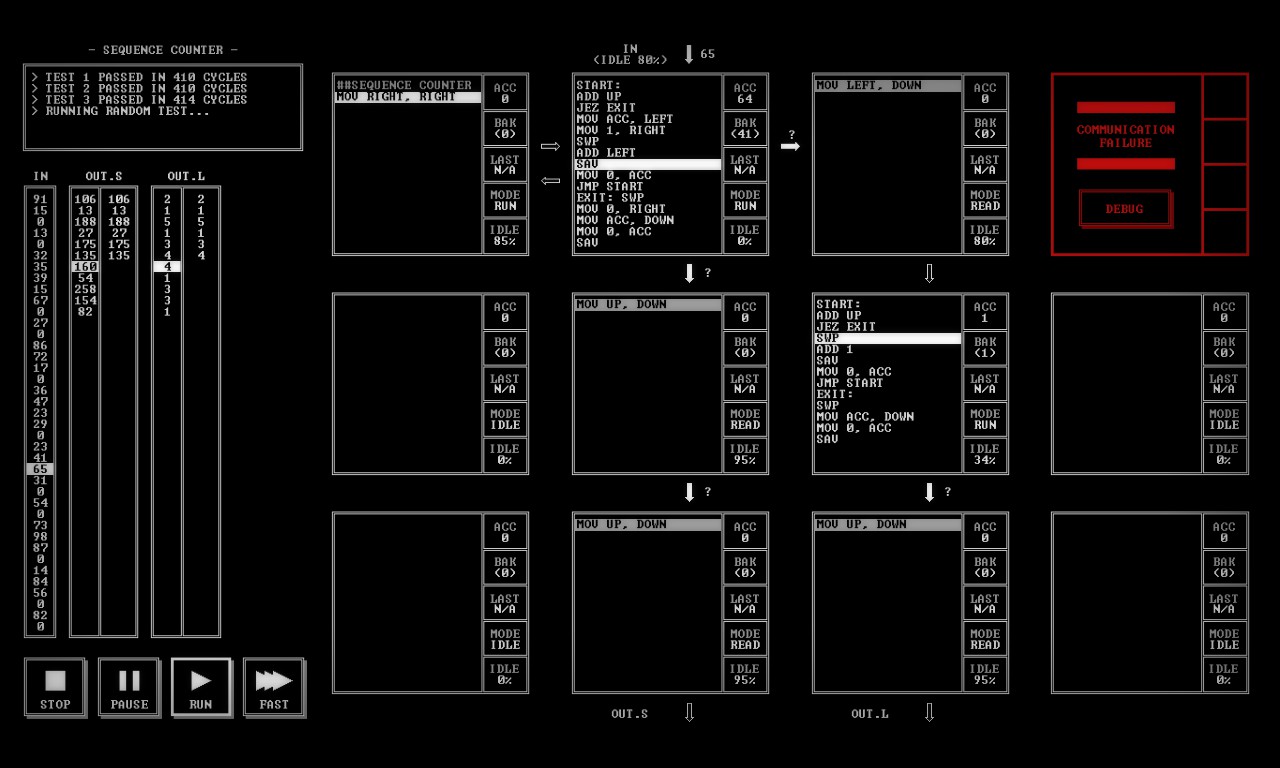 - SEQUENCE COUNTER -
> TEST 1 PASSED IN 410 CYCLES
> TEST 2 PASSED IN 410 CYCLES
> TEST 3 PASSED IN 414 CYCLES
> RUNNING RANDOM TEST...
IN OUT.S OUT.L
91 106 106 2 2
15 13 13 1 1
0 188 188 5 5
13 27 27 1 1
0 175 175 3 3
32 135 135 4 4
35 160 4
39 54 1
15 258 3
67 154 3
0 82 1
27
0
86
72
17
0
36
47
23
29
0
23
41
65
31
0
54
0
73
98
87
0
14
84
56
0
82
0
STOP
PAUSE
RUN
FAST
IN
(IDLE 80%)
65
##SEQUENCE COUNTER
MOV RIGHT, RIGHT
ACC
0
BAK
(0)
LAST
N/A
MODE
RUN
IDLE
85%
START:
ADD UP
JEZ EXIT
MOV ACC, LEFT
MOV 1, RIGHT
SWP
ADD LEFT
SAV
MOV 0, ACC
JMP START
EXIT: SWP
MOV 0, RIGHT
MOV ACC, DOWN
MOV 0, ACC
SAV
ACC
64
BAK
(41)
LAST
N/A
MODE
RUN
IDLE
0%
?
MOV LEFT, DOWN
ACC
0
BAK
(0)
LAST
N/A
MODE
READ
IDLE
80%
COMMUNICATION
FAILURE
DEBUG
?
ACC
0
BAK
(0)
LAST
N/A
MODE
IDLE
IDLE
0%
MOV UP, DOWN
ACC
0
BAK
(0)
LAST
N/A
MODE
READ
IDLE
95%
START:
ADD UP
JEZ EXIT
SWP
ADD 1
SAV
MOV 0, ACC
JMP START
EXIT:
SWP
MOV ACC, DOWN
MOV 0, ACC
SAV
ACC
1
BAK
(1)
LAST
N/A
MODE
RUN
IDLE
34%
ACC
0
BAK
(0)
LAST
N/A
MODE
IDLE
IDLE
0%
?
?
ACC
0
BAK
(0)
LAST
N/A
MODE
IDLE
IDLE
0%
MOV UP, DOWN
ACC
0
BAK
(0)
LAST
N/A
MODE
READ
IDLE
95%
MOV UP, DOWN
ACC
0
BAK
(0)
LAST
N/A
MODE
READ
IDLE
95%
ACC
0
BAK
(0)
LAST
N/A
MODE
IDLE
IDLE
0%
OUT.S
OUT.L